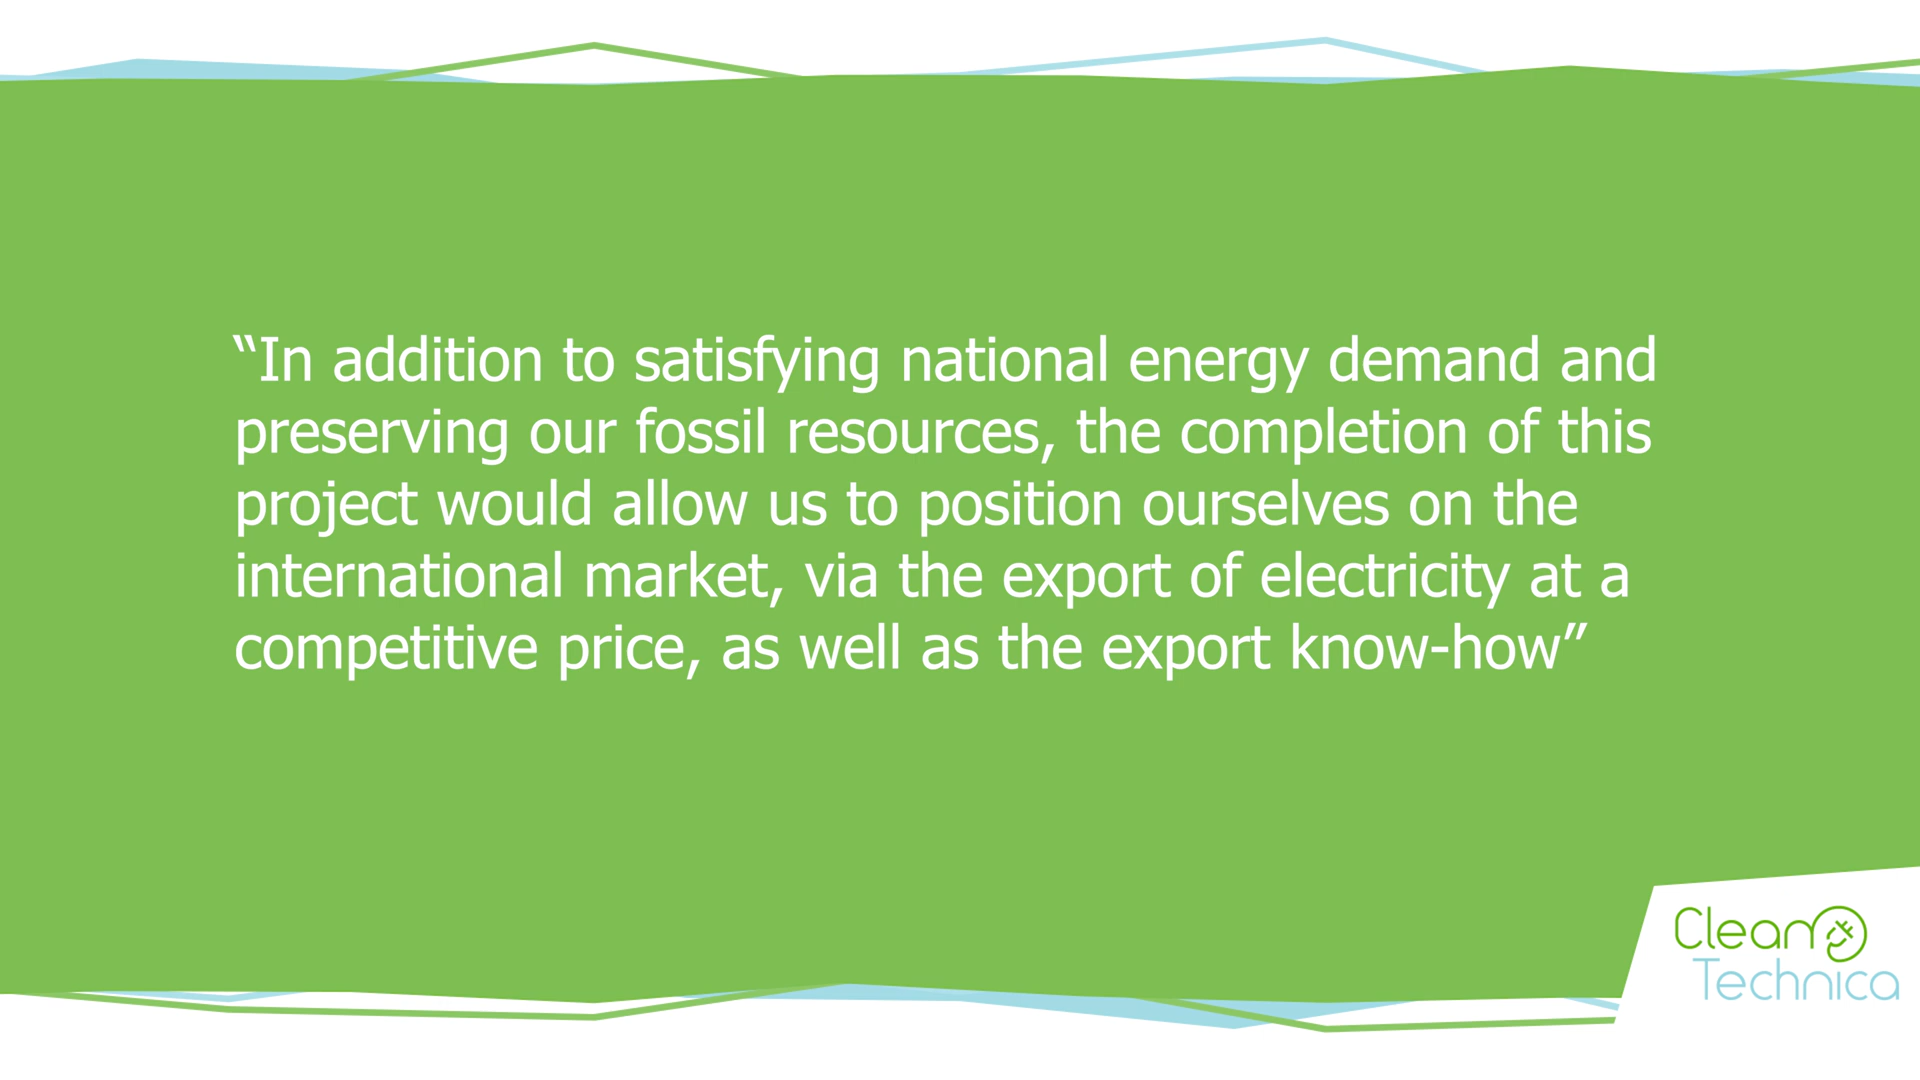 “In addition to satisfying national energy demand and
preserving our fossil resources, the completion of this
project would allow us to position ourselves on the
international market, via the export of electricity at a
competitive price, as well as the export know-how”
Clean
Technica